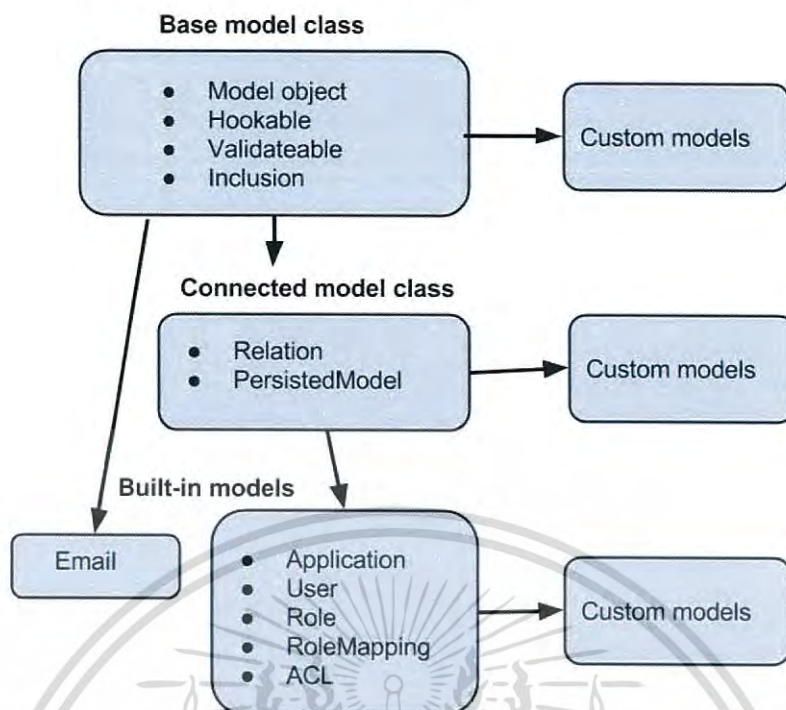 Base model class
● Model object
● Hookable
● Validateable
● Inclusion
Custom models
Connected model class
● Relation
● PersistedModel
Custom models
Built-in models
Email
● Application
● User
● Role
● RoleMapping
● ACL
Custom models